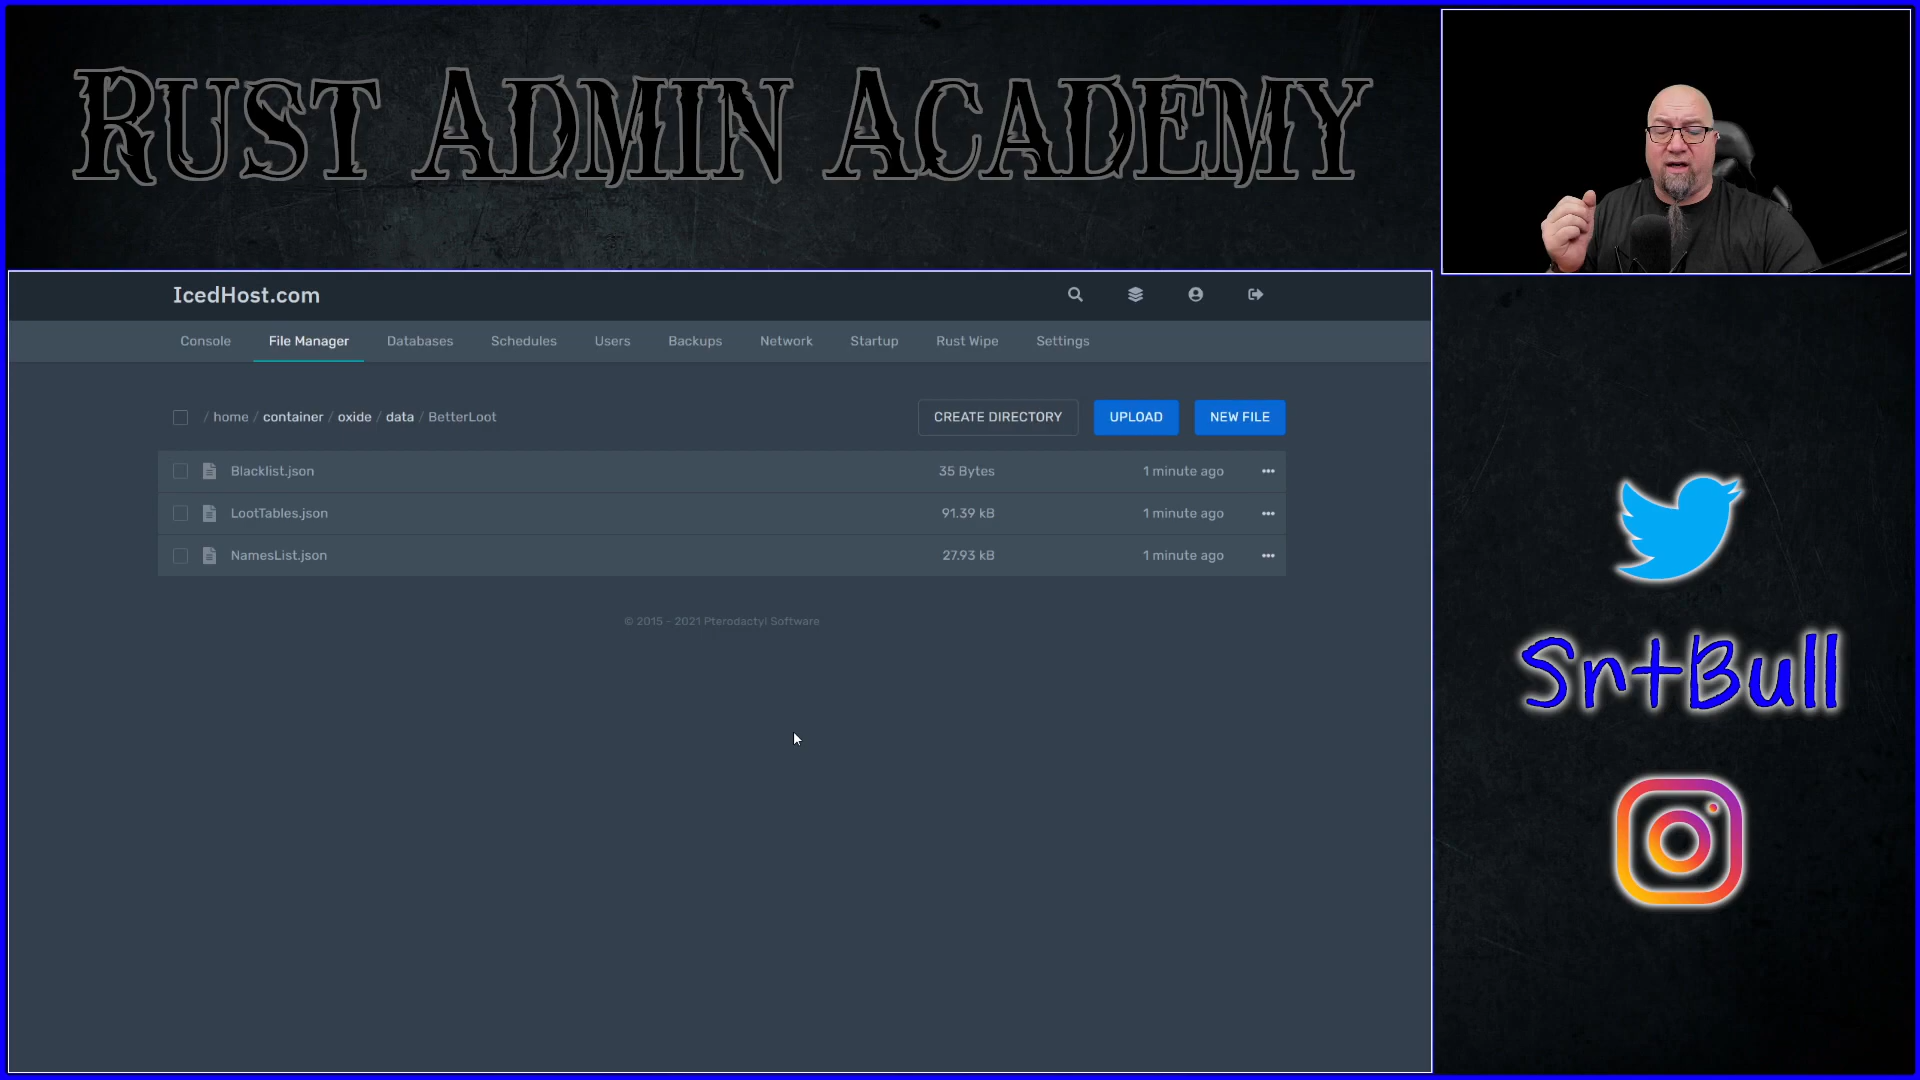 RUST ADMIN ACADEMY
IcedHost.com
Console File Manager Databases Schedules Users Backups Network Startup Rust Wipe Settings
/ home / container / oxide / data / BetterLoot
CREATE DIRECTORY UPLOAD NEW FILE
Blacklist.json 35 Bytes 1 minute ago
LootTables.json 91.39 kB 1 minute ago
NamesList.json 27.93 kB 1 minute ago
© 2015 - 2021 Pterodactyl Software
SntBull